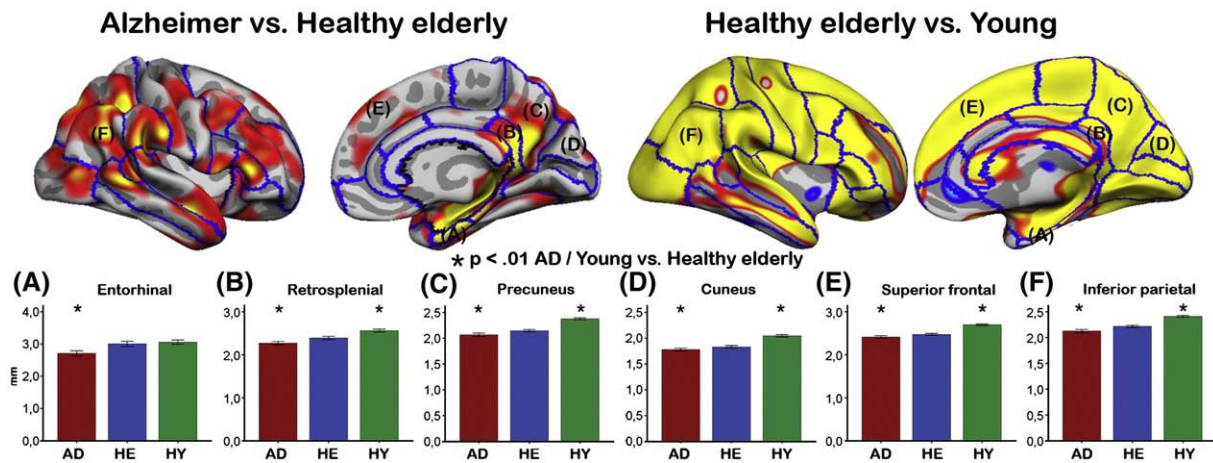 Alzheimer vs. Healthy elderly
Healthy elderly vs. Young
(E)
(C)
(B)
(F)
(D)
(A)
(E)
(C)
(F)
(B)
(D)
(A)
* p < .01 AD / Young vs. Healthy elderly
(A) Entorhinal
4,0
3,0
2,0
1,0
0,0
mm
*
AD HE HY
(B) Retrosplenial
3,0
2,0
1,0
0,0
* *
AD HE HY
(C) Precuneus
2,5
2,0
1,5
1,0
0,5
0,0
* *
AD HE HY
(D) Cuneus
2,5
2,0
1,5
1,0
0,5
0,0
* *
AD HE HY
(E) Superior frontal
3,0
2,0
1,0
0,0
* *
AD HE HY
(F) Inferior parietal
2,5
2,0
1,5
1,0
0,5
0,0
* *
AD HE HY